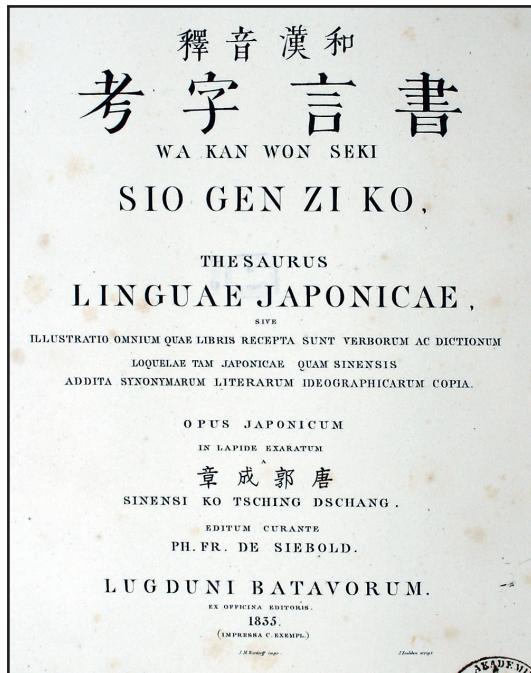 和漢音釋
書言字考
WA KAN WON SEKI
SIO GEN ZI KO,
THESAURUS
LINGUAE JAPONICAE,
SIVE
ILLUSTRATIO OMNIUM QUAE LIBRIS RECEPTA SUNT VERBORUM AC DICTIONUM
LOQUELAE TAM JAPONICAE QUAM SINENSIS
ADDITA SYNONYMARUM LITERARUM IDEOGRAPHICARUM COPIA.
OPUS JAPONICUM
IN LAPIDE EXARATUM
A
唐郭成章
SINENSI KO TSCHING DSCHANG.
EDITUM CURANTE
PH. FR. DE SIEBOLD.
LUGDUNI BATAVORUM.
EX OFFICINA EDITORIS.
1835.
(IMPRESSA C. EXEMPL.)